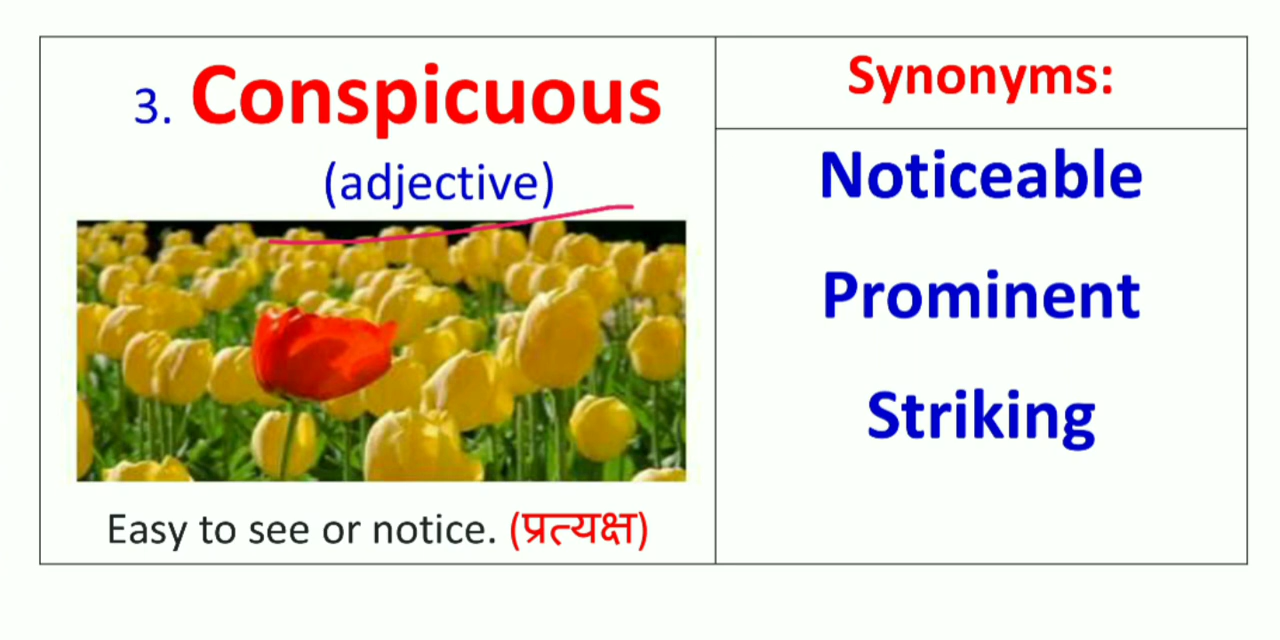 3. Conspicuous
(adjective)
Easy to see or notice. (प्रत्यक्ष)
Synonyms:
Noticeable
Prominent
Striking